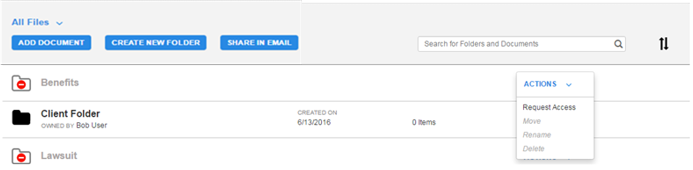 All Files
ADD DOCUMENT CREATE NEW FOLDER SHARE IN EMAIL Search for Folders and Documents
Benefits ACTIONS
Request Access
Move
Rename
Delete
Client Folder CREATED ON
OWNED BY Bob User 6/13/2016 0 Items
Lawsuit